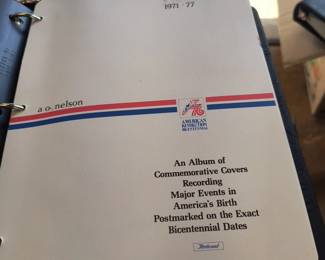 1971 / 77
a o. nelson
AMERICAN
REVOLUTION
BICENTENNIAL
An Album of
Commemorative Covers
Recording
Major Events in
America's Birth
Postmarked on the Exact
Bicentennial Dates